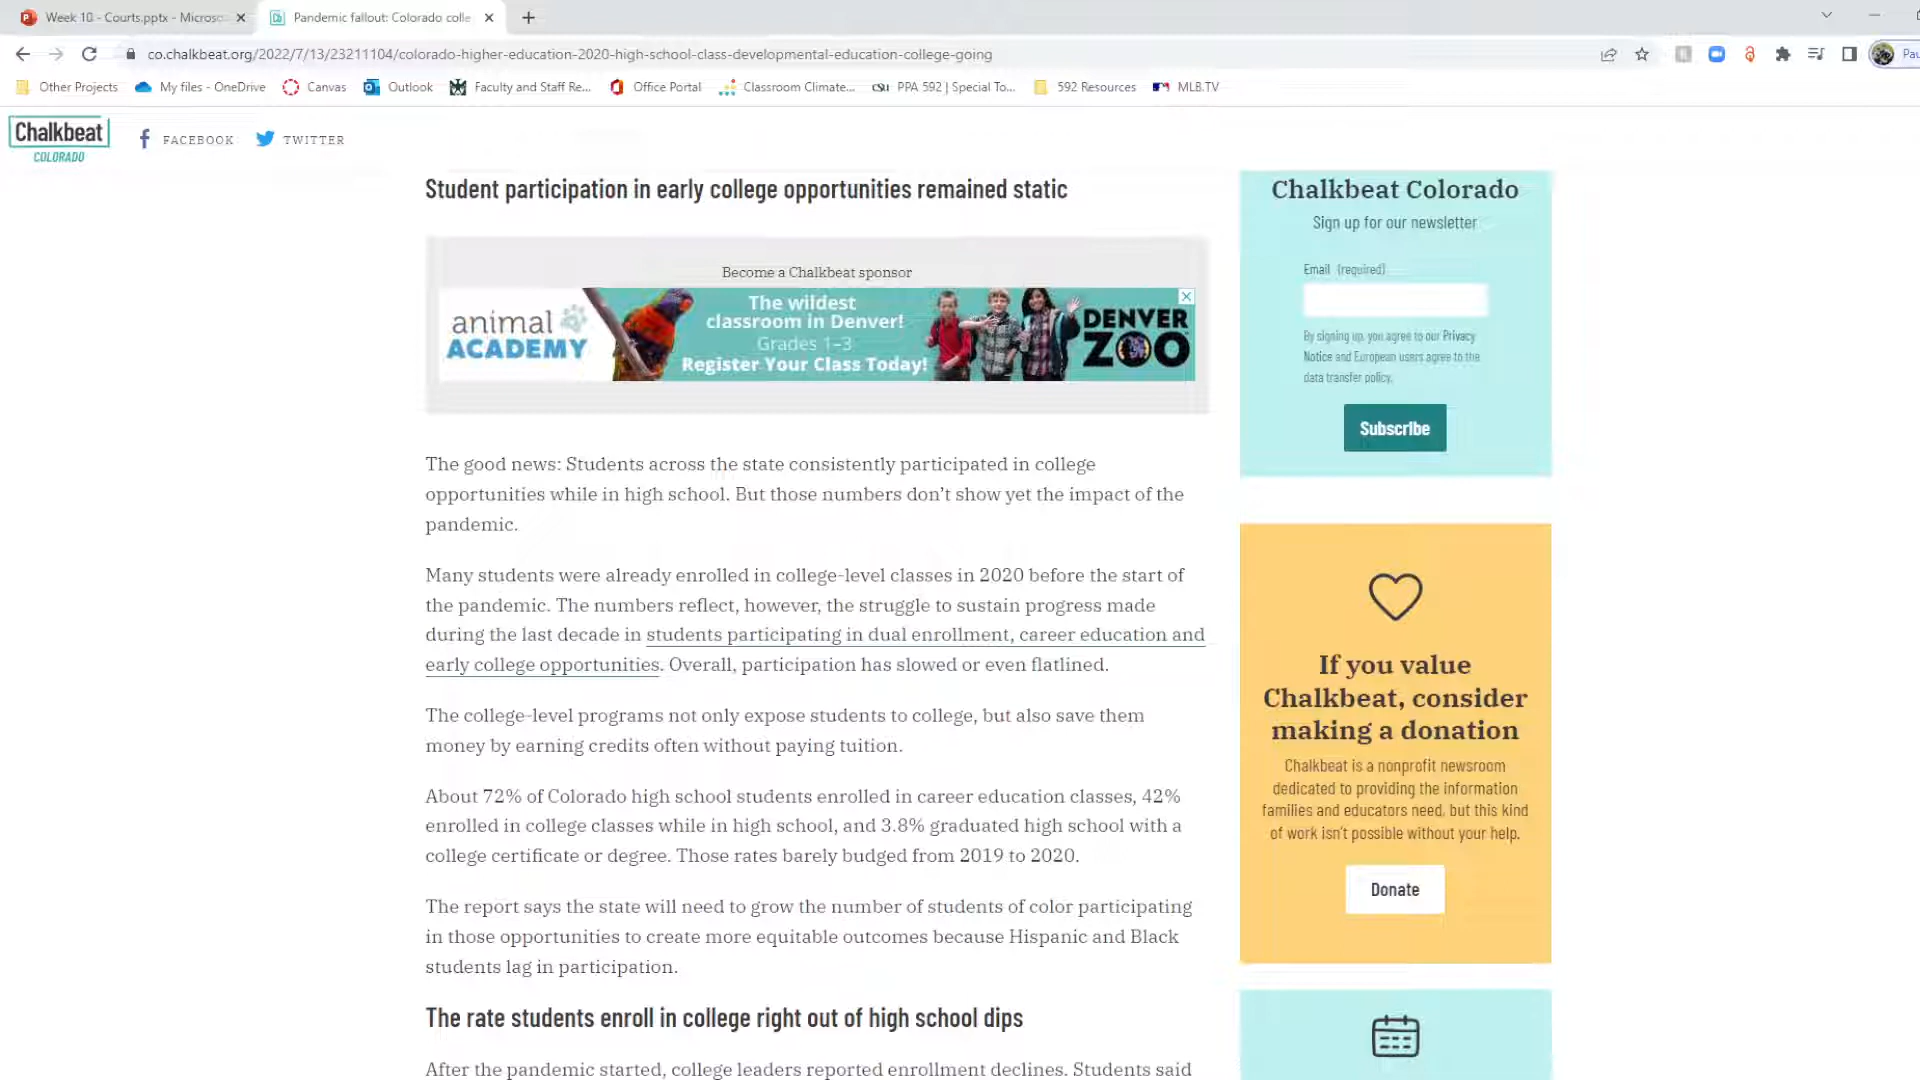 Week 10 - Courts.pptx - Microso
Pandemic fallout: Colorado colle
co.chalkbeat.org/2022/7/13/23211104/colorado-higher-education-2020-high-school-class-developmental-education-college-going
Pau
Other Projects
My files - OneDrive
Canvas
Outlook
Faculty and Staff Re...
Office Portal
Classroom Climate...
CSU PPA 592 | Special To...
592 Resources
MLB.TV
Chalkbeat
COLORADO
FACEBOOK
TWITTER
Student participation in early college opportunities remained static
Become a Chalkbeat sponsor
animal
ACADEMY
The wildest
classroom in Denver!
Grades 1-3
Register Your Class Today!
DENVER
ZOO
The good news: Students across the state consistently participated in college
opportunities while in high school. But those numbers don’t show yet the impact of the
pandemic.
Many students were already enrolled in college-level classes in 2020 before the start of
the pandemic. The numbers reflect, however, the struggle to sustain progress made
during the last decade in students participating in dual enrollment, career education and
early college opportunities. Overall, participation has slowed or even flatlined.
The college-level programs not only expose students to college, but also save them
money by earning credits often without paying tuition.
About 72% of Colorado high school students enrolled in career education classes, 42%
enrolled in college classes while in high school, and 3.8% graduated high school with a
college certificate or degree. Those rates barely budged from 2019 to 2020.
The report says the state will need to grow the number of students of color participating
in those opportunities to create more equitable outcomes because Hispanic and Black
students lag in participation.
The rate students enroll in college right out of high school dips
After the pandemic started, college leaders reported enrollment declines. Students said
Chalkbeat Colorado
Sign up for our newsletter
Email (required)
By signing up, you agree to our Privacy
Notice and European users agree to the
data transfer policy.
Subscribe
If you value
Chalkbeat, consider
making a donation
Chalkbeat is a nonprofit newsroom
dedicated to providing the information
families and educators need, but this kind
of work isn't possible without your help.
Donate